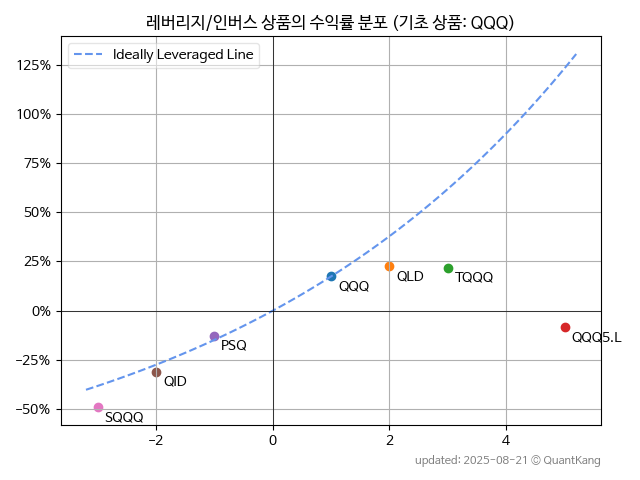 레버리지/인버스 상품의 수익률 분포 (기초 상품: QQQ)
Ideally Leveraged Line
125%
100%
75%
50%
25%
0%
−25%
−50%
QQQ
QLD
TQQQ
QQQ5.L
PSQ
QID
SQQQ
−2
0
2
4
updated: 2025-08-21 © QuantKang